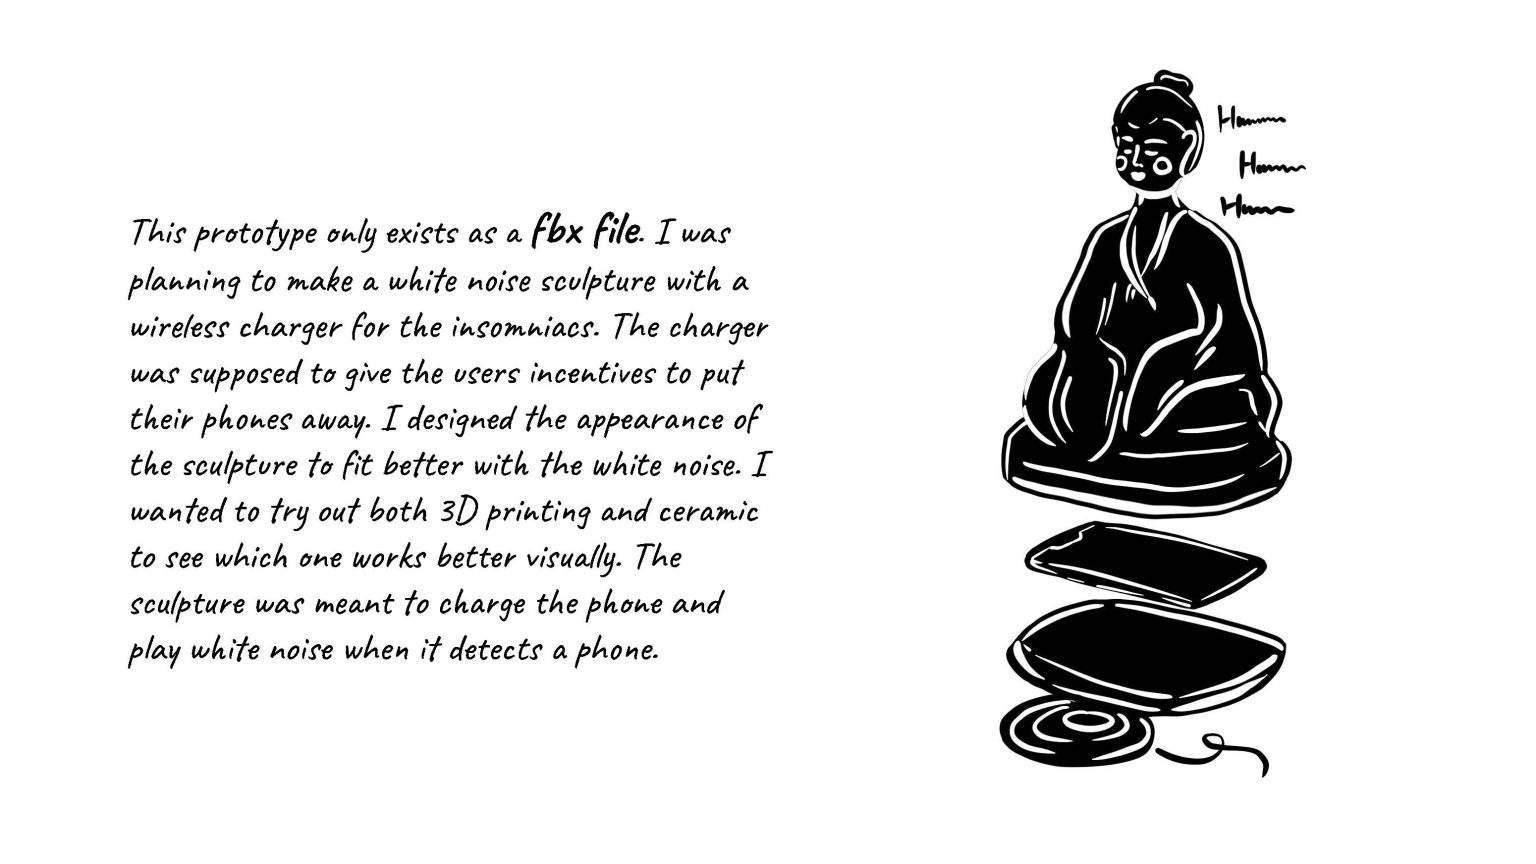 This prototype only exists as a fbx file. I was
planning to make a white noise sculpture with a
wireless charger for the insomniacs. The charger
was supposed to give the users incentives to put
their phones away. I designed the appearance of
the sculpture to fit better with the white noise. I
wanted to try out both 3D printing and ceramic
to see which one works better visually. The
sculpture was meant to charge the phone and
play white noise when it detects a phone.